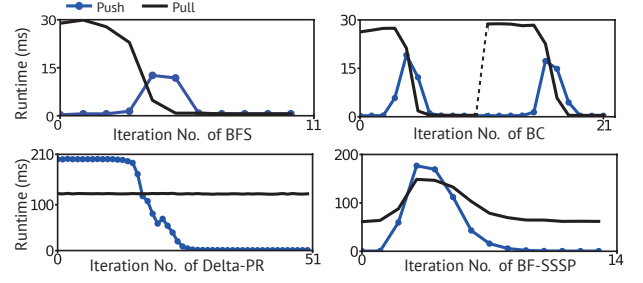 Push Pull
30
15
0
Runtime (ms)
0 11
Iteration No. of BFS
30
15
0
0 21
Iteration No. of BC
210
100
0
Runtime (ms)
0 51
Iteration No. of Delta-PR
200
100
0
0 14
Iteration No. of BF-SSSP